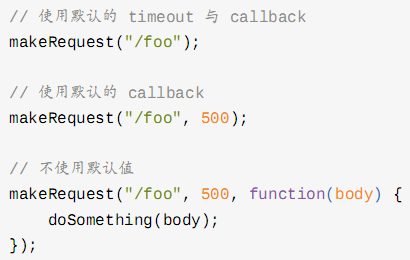 // 使用默认的 timeout 与 callback
makeRequest("/foo");
// 使用默认的 callback
makeRequest("/foo", 500);
// 不使用默认值
makeRequest("/foo", 500, function(body) {
    doSomething(body);
});